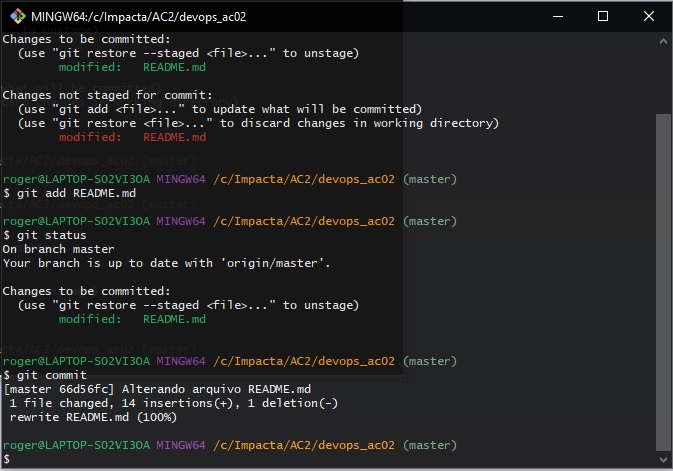 MINGW64:/c/Impacta/AC2/devops_ac02
Changes to be committed:
  (use "git restore --staged <file>..." to unstage)
        modified:   README.md
Changes not staged for commit:
  (use "git add <file>..." to update what will be committed)
  (use "git restore <file>..." to discard changes in working directory)
        modified:   README.md
roger@LAPTOP-SO2VI3OA MINGW64 /c/Impacta/AC2/devops_ac02 (master)
$ git add README.md
roger@LAPTOP-SO2VI3OA MINGW64 /c/Impacta/AC2/devops_ac02 (master)
$ git status
On branch master
Your branch is up to date with 'origin/master'.
Changes to be committed:
  (use "git restore --staged <file>..." to unstage)
        modified:   README.md
roger@LAPTOP-SO2VI3OA MINGW64 /c/Impacta/AC2/devops_ac02 (master)
$ git commit
[master 66d56fc] Alterando arquivo README.md
 1 file changed, 14 insertions(+), 1 deletion(-)
 rewrite README.md (100%)
roger@LAPTOP-SO2VI3OA MINGW64 /c/Impacta/AC2/devops_ac02 (master)
$